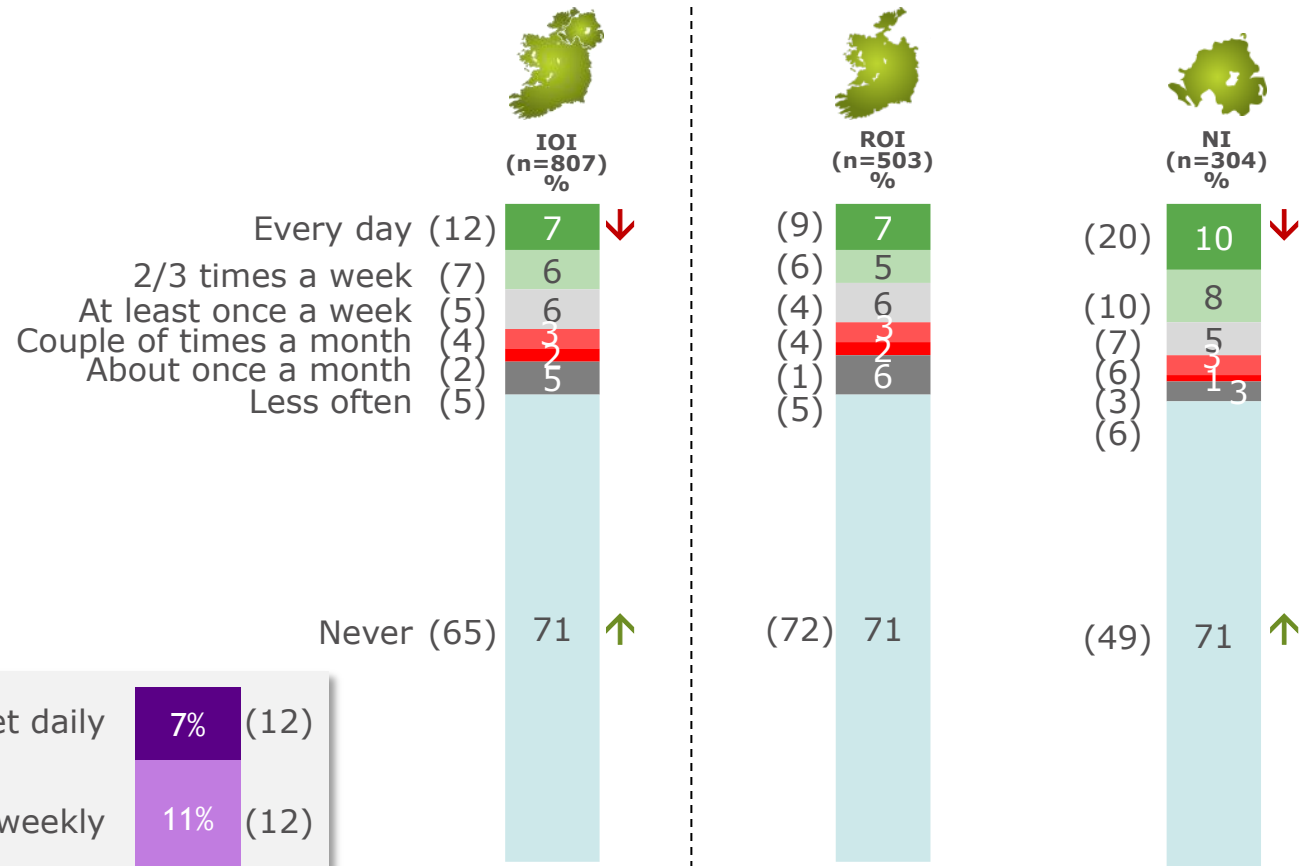 IOI
(n=807)
%
ROI
(n=503)
%
NI
(n=304)
%
Every day (12) 7 (9) 7 (20) 10
2/3 times a week (7) 6 (6) 5 (10) 8
At least once a week (5) 6 (4) 6 (7) 5
Couple of times a month (4) 3 (4) 3 (6) 3
About once a month (2) 2 (1) 2 (3) 1
Less often (5) 5 (5) 6 (6) 3
Never (65) 71 (72) 71 (49) 71
daily 7% (12)
weekly 11% (12)